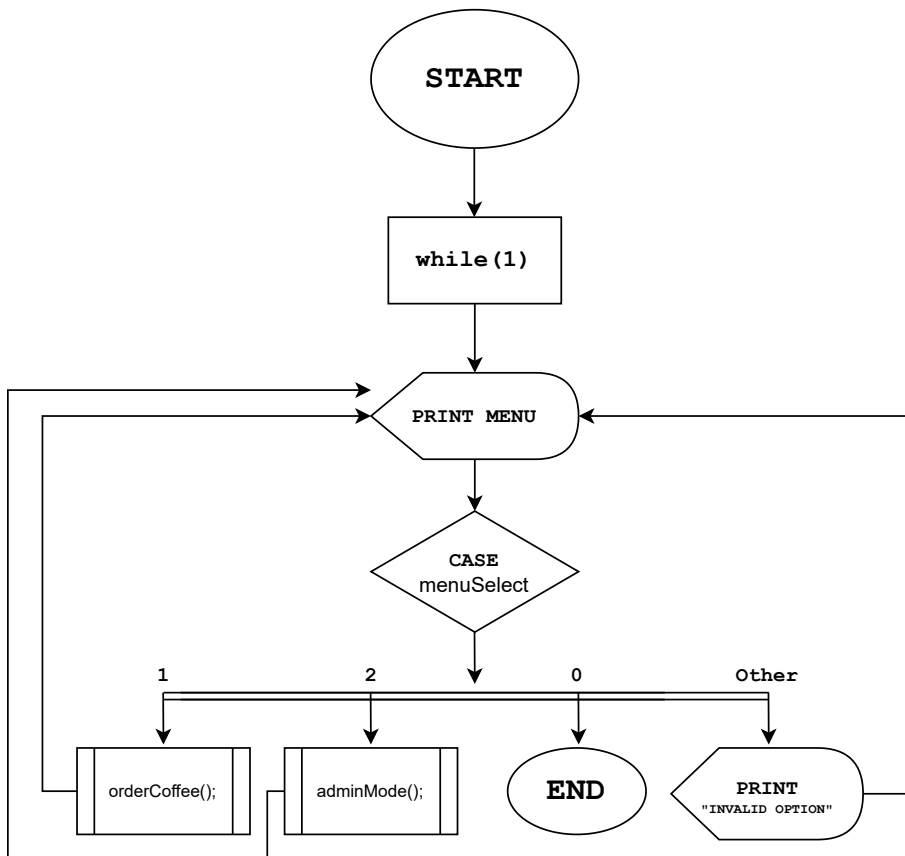 START
while(1)
PRINT MENU
CASE
menuSelect
1
2
0
Other
orderCoffee();
adminMode();
END
PRINT
"INVALID OPTION"